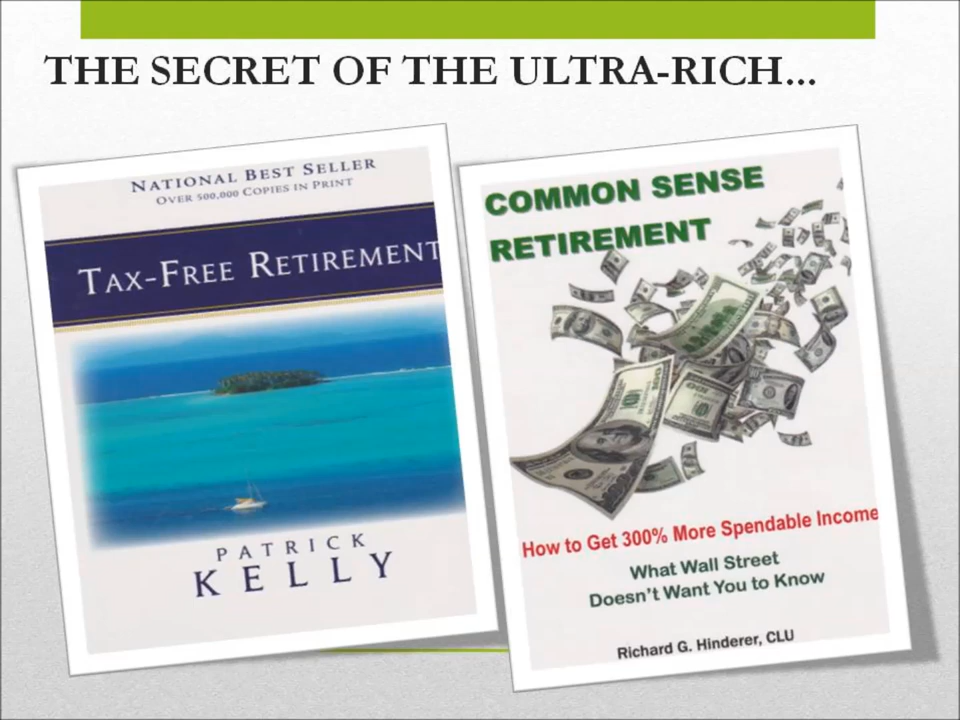 THE SECRET OF THE ULTRA-RICH...
NATIONAL BEST SELLER
OVER 500,000 COPIES IN PRINT
TAX-FREE RETIREMENT
PATRICK
KELLY
COMMON SENSE
RETIREMENT
How to Get 300% More Spendable Income
What Wall Street
Doesn't Want You to Know
Richard G. Hinderer, CLU